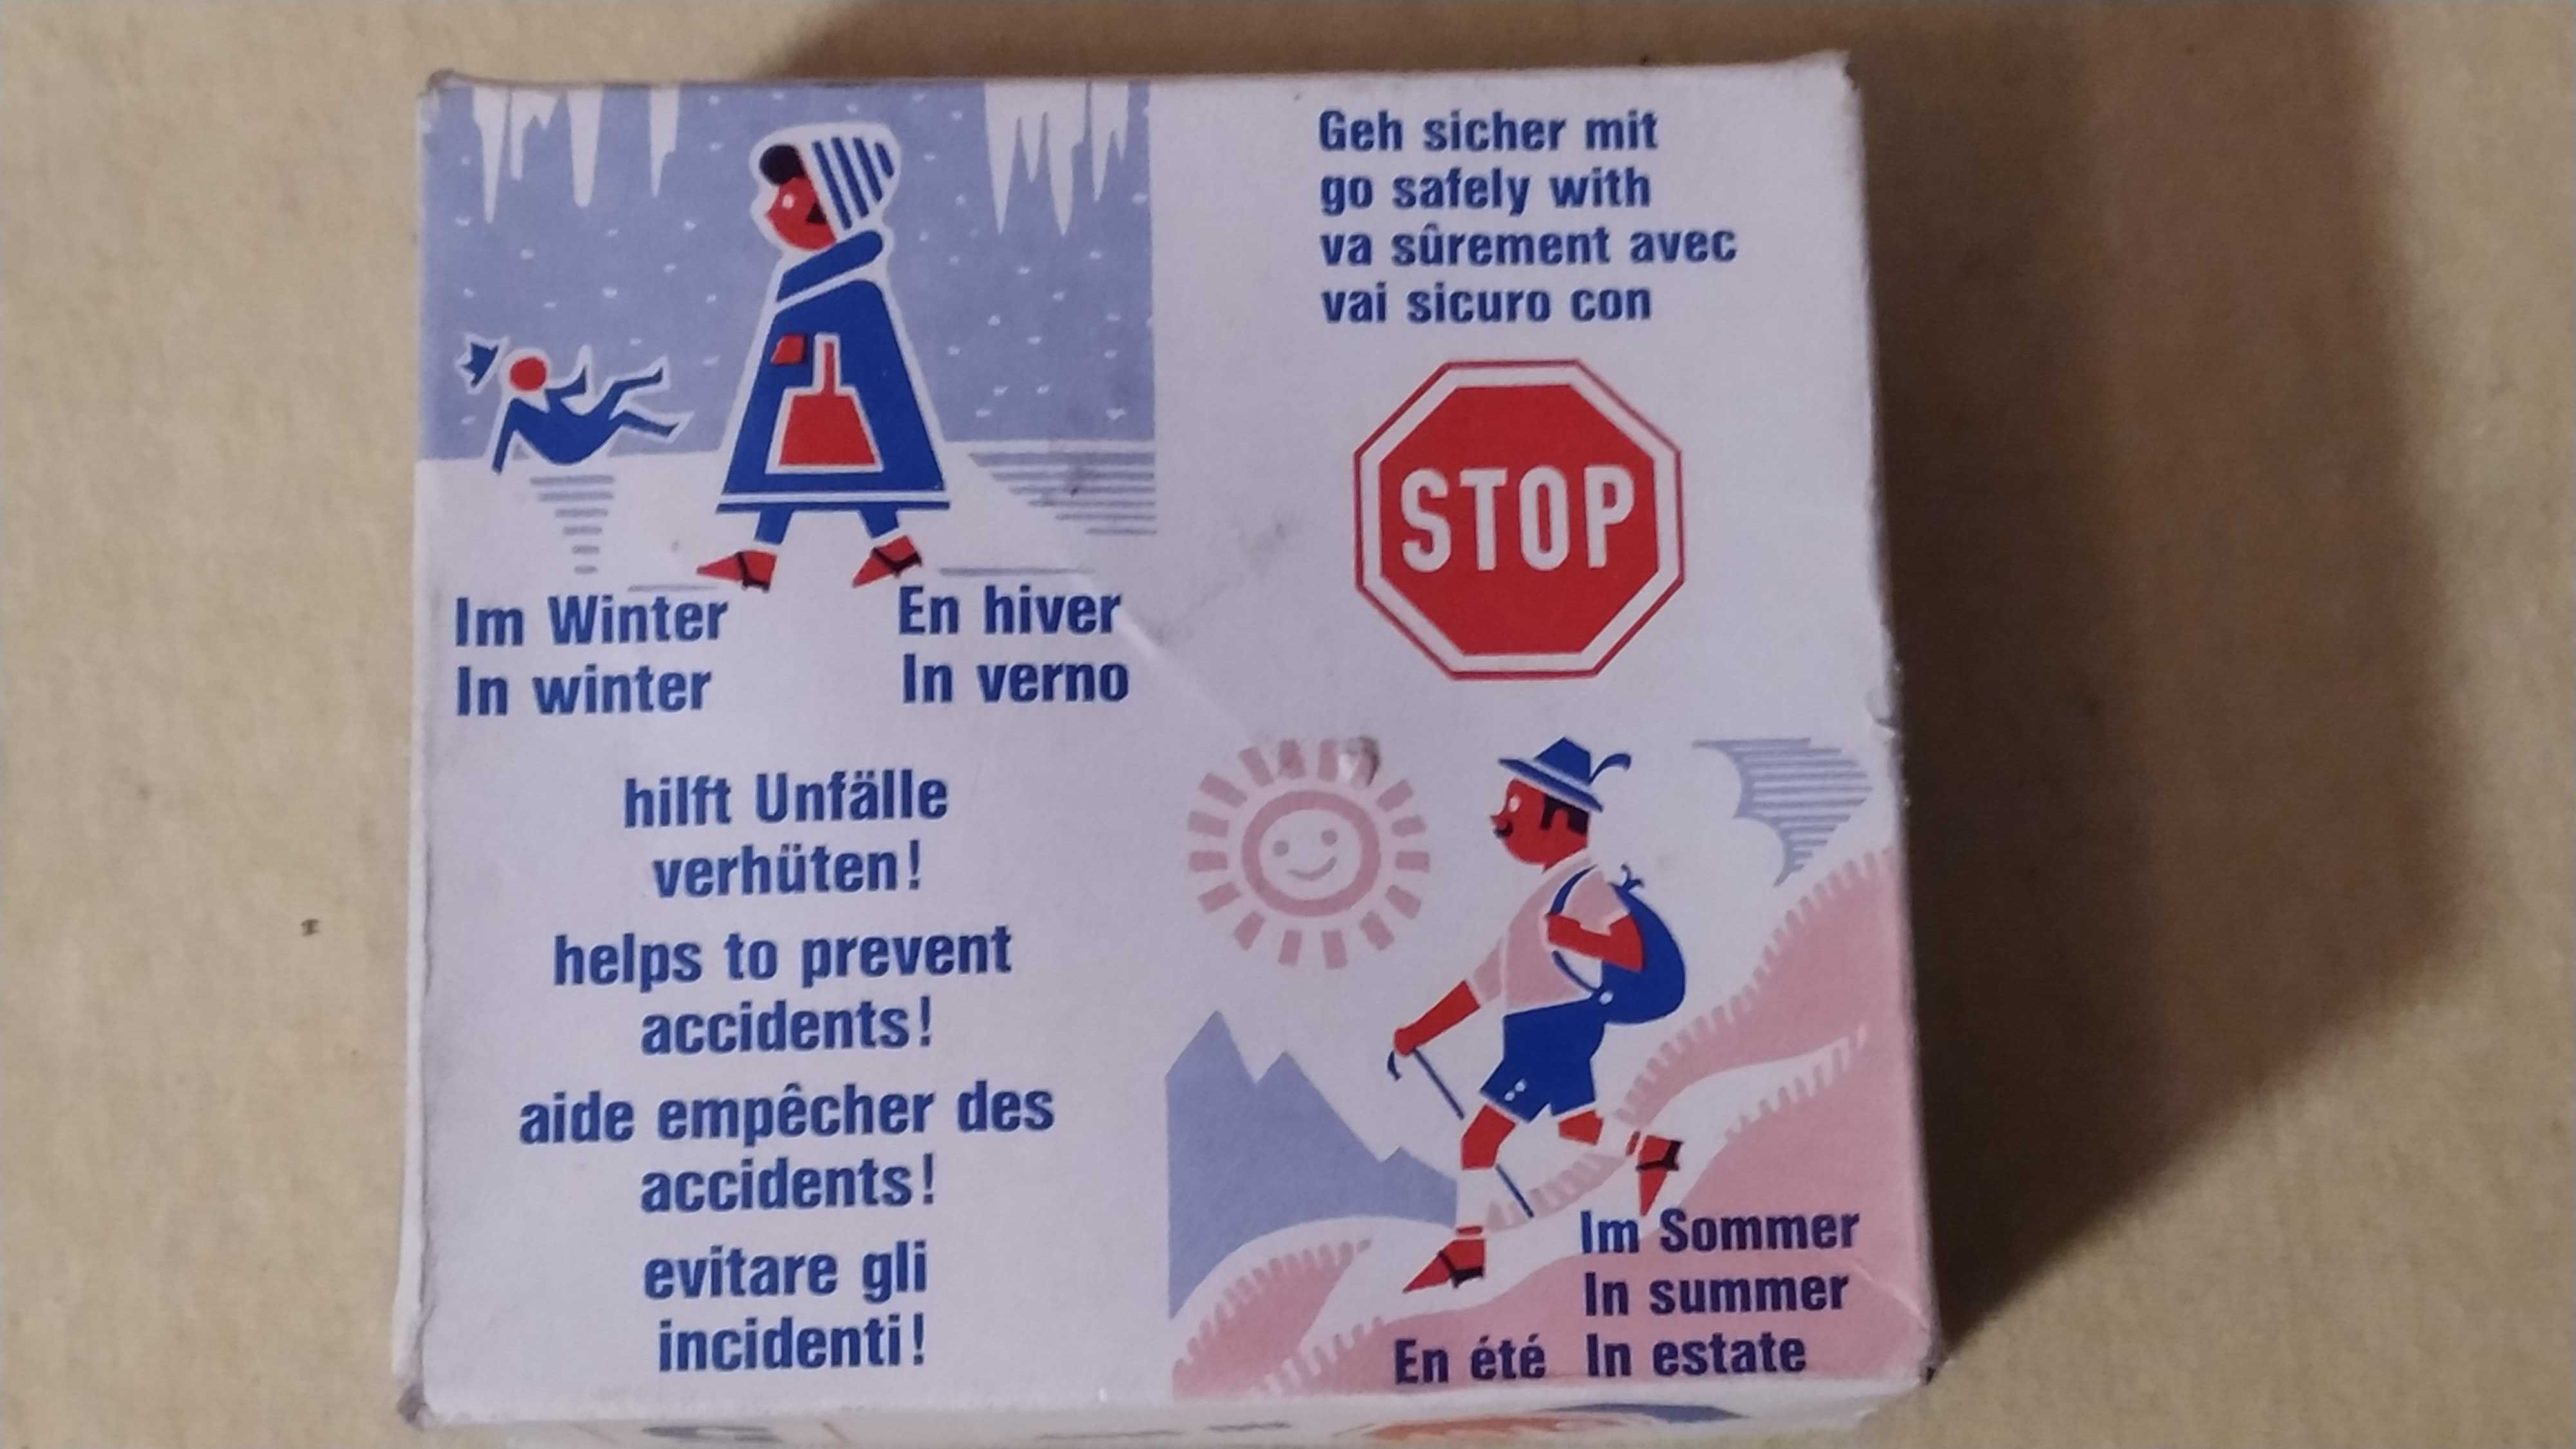 Geh sicher mit
go safely with
va sûrement avec
vai sicuro con
STOP
Im Winter
In winter
En hiver
In verno
hilft Unfälle
verhüten!
helps to prevent
accidents!
aide empêcher des
accidents!
evitare gli
incidenti!
Im Sommer
In summer
En été In estate